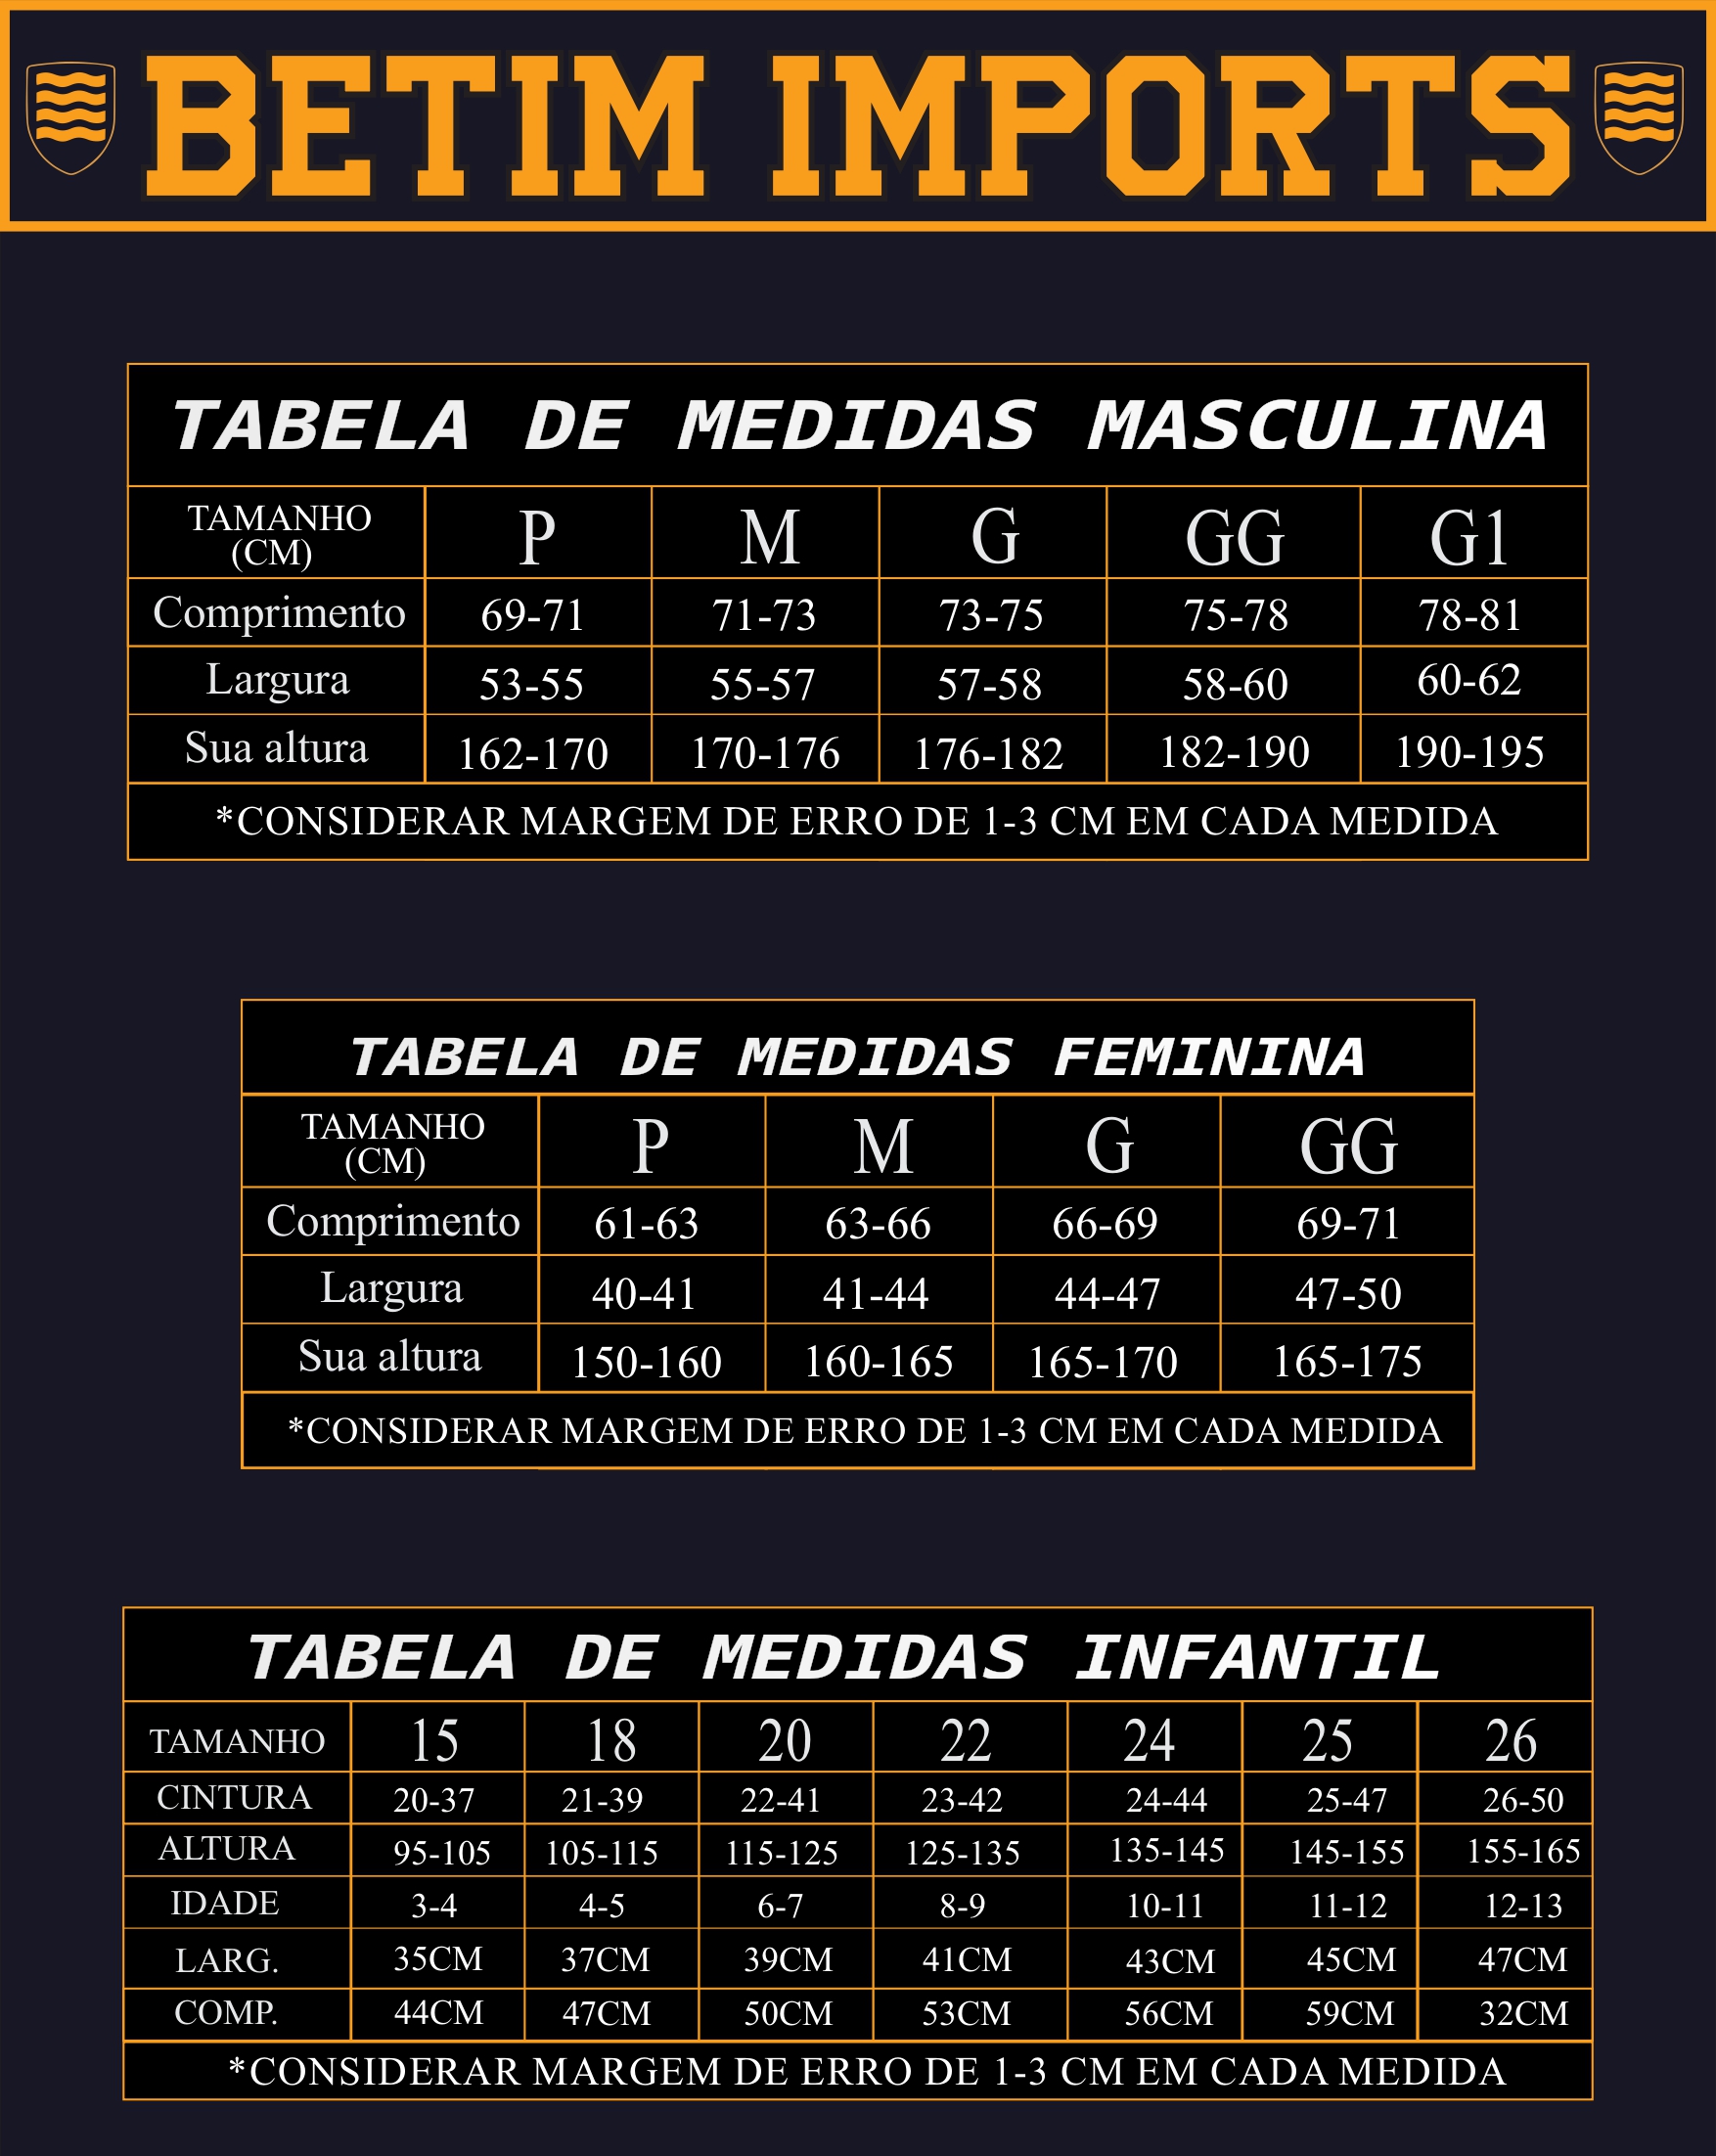 BETIM IMPORTS
TABELA DE MEDIDAS MASCULINA
TAMANHO (CM) P M G GG G1
Comprimento 69-71 71-73 73-75 75-78 78-81
Largura 53-55 55-57 57-58 58-60 60-62
Sua altura 162-170 170-176 176-182 182-190 190-195
*CONSIDERAR MARGEM DE ERRO DE 1-3 CM EM CADA MEDIDA
TABELA DE MEDIDAS FEMININA
TAMANHO (CM) P M G GG
Comprimento 61-63 63-66 66-69 69-71
Largura 40-41 41-44 44-47 47-50
Sua altura 150-160 160-165 165-170 165-175
*CONSIDERAR MARGEM DE ERRO DE 1-3 CM EM CADA MEDIDA
TABELA DE MEDIDAS INFANTIL
TAMANHO 15 18 20 22 24 25 26
CINTURA 20-37 21-39 22-41 23-42 24-44 25-47 26-50
ALTURA 95-105 105-115 115-125 125-135 135-145 145-155 155-165
IDADE 3-4 4-5 6-7 8-9 10-11 11-12 12-13
LARG. 35CM 37CM 39CM 41CM 43CM 45CM 47CM
COMP. 44CM 47CM 50CM 53CM 56CM 59CM 32CM
*CONSIDERAR MARGEM DE ERRO DE 1-3 CM EM CADA MEDIDA